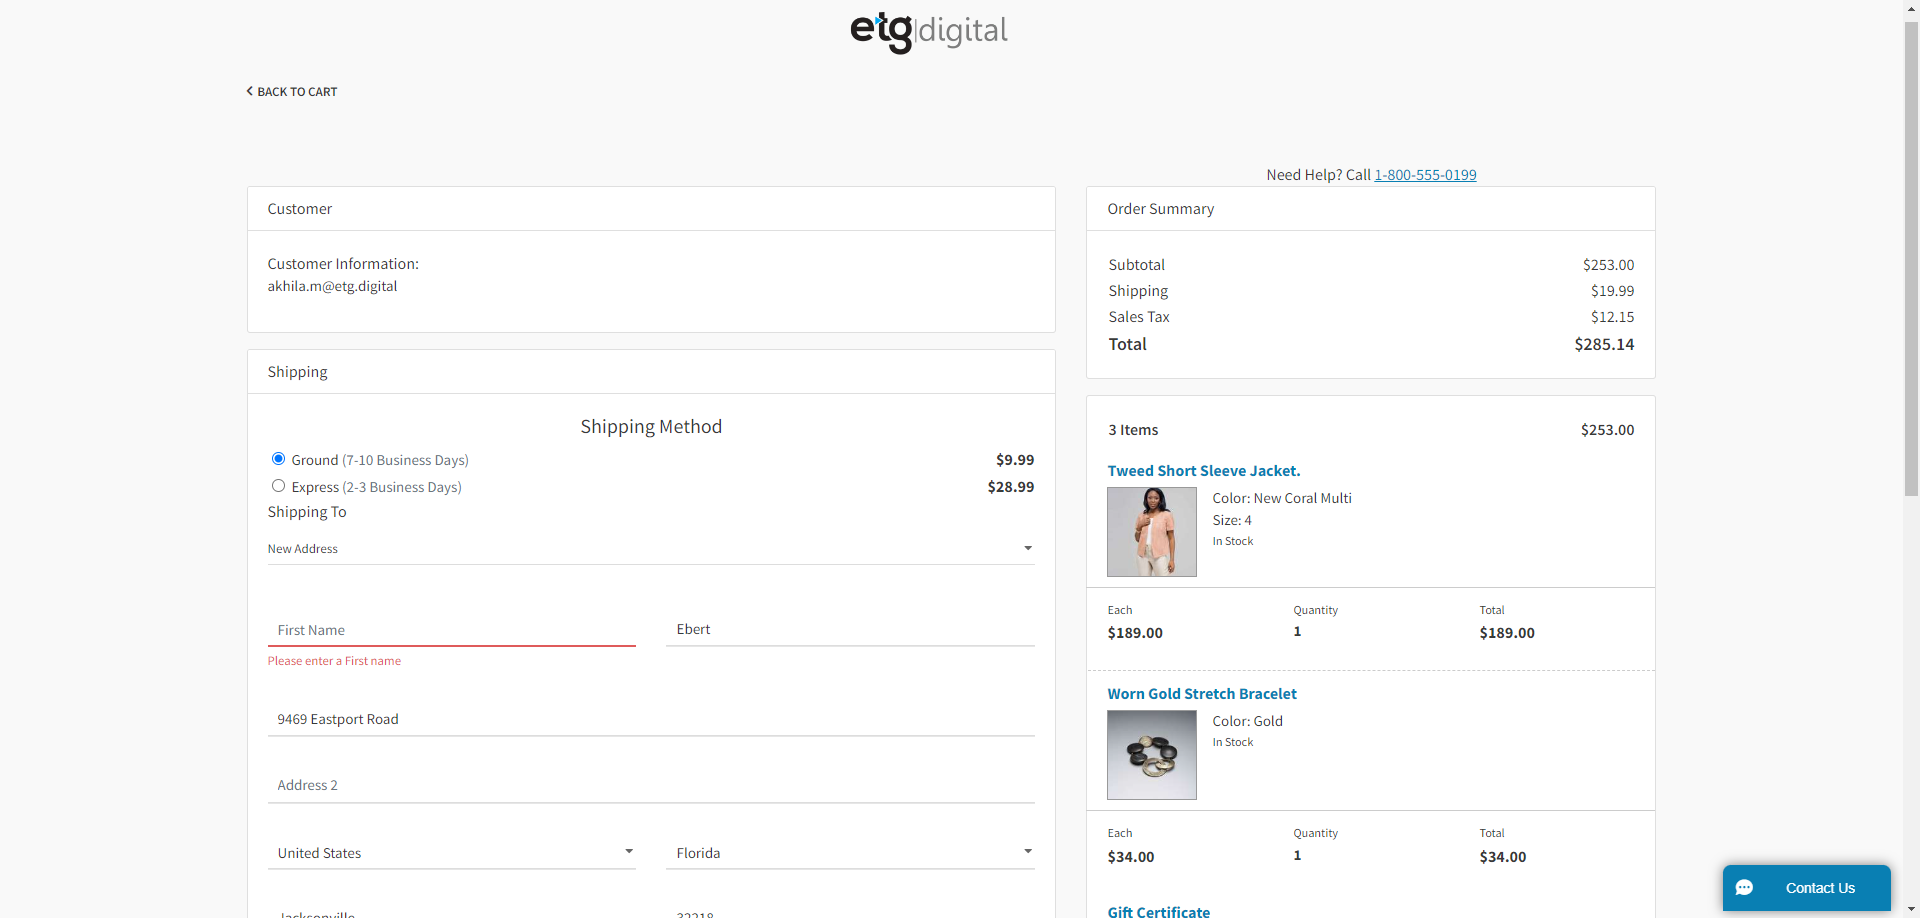 etg|digital
BACK TO CART
Need Help? Call 1-800-555-0199
Customer
Customer Information:
akhila.m@etg.digital
Shipping
Shipping Method
Ground (7-10 Business Days) $9.99
Express (2-3 Business Days) $28.99
Shipping To
New Address
First Name Ebert
Please enter a First name
9469 Eastport Road
Address 2
United States Florida
Jacksonville 32218
Order Summary
Subtotal $253.00
Shipping $19.99
Sales Tax $12.15
Total $285.14
3 Items $253.00
Tweed Short Sleeve Jacket.
Color: New Coral Multi
Size: 4
In Stock
Each Quantity Total
$189.00 1 $189.00
Worn Gold Stretch Bracelet
Color: Gold
In Stock
Each Quantity Total
$34.00 1 $34.00
Gift Certificate
Contact Us